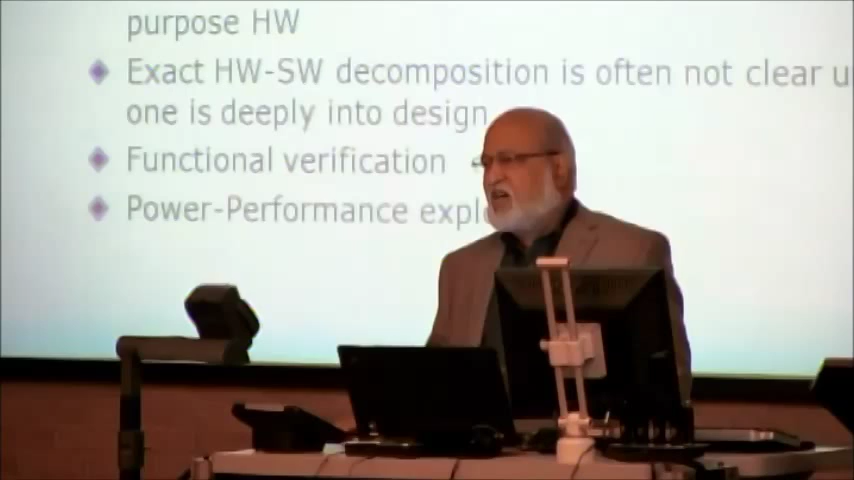 purpose HW
Exact HW-SW decomposition is often not clear
one is deeply into design
Functional verification
Power-Performance